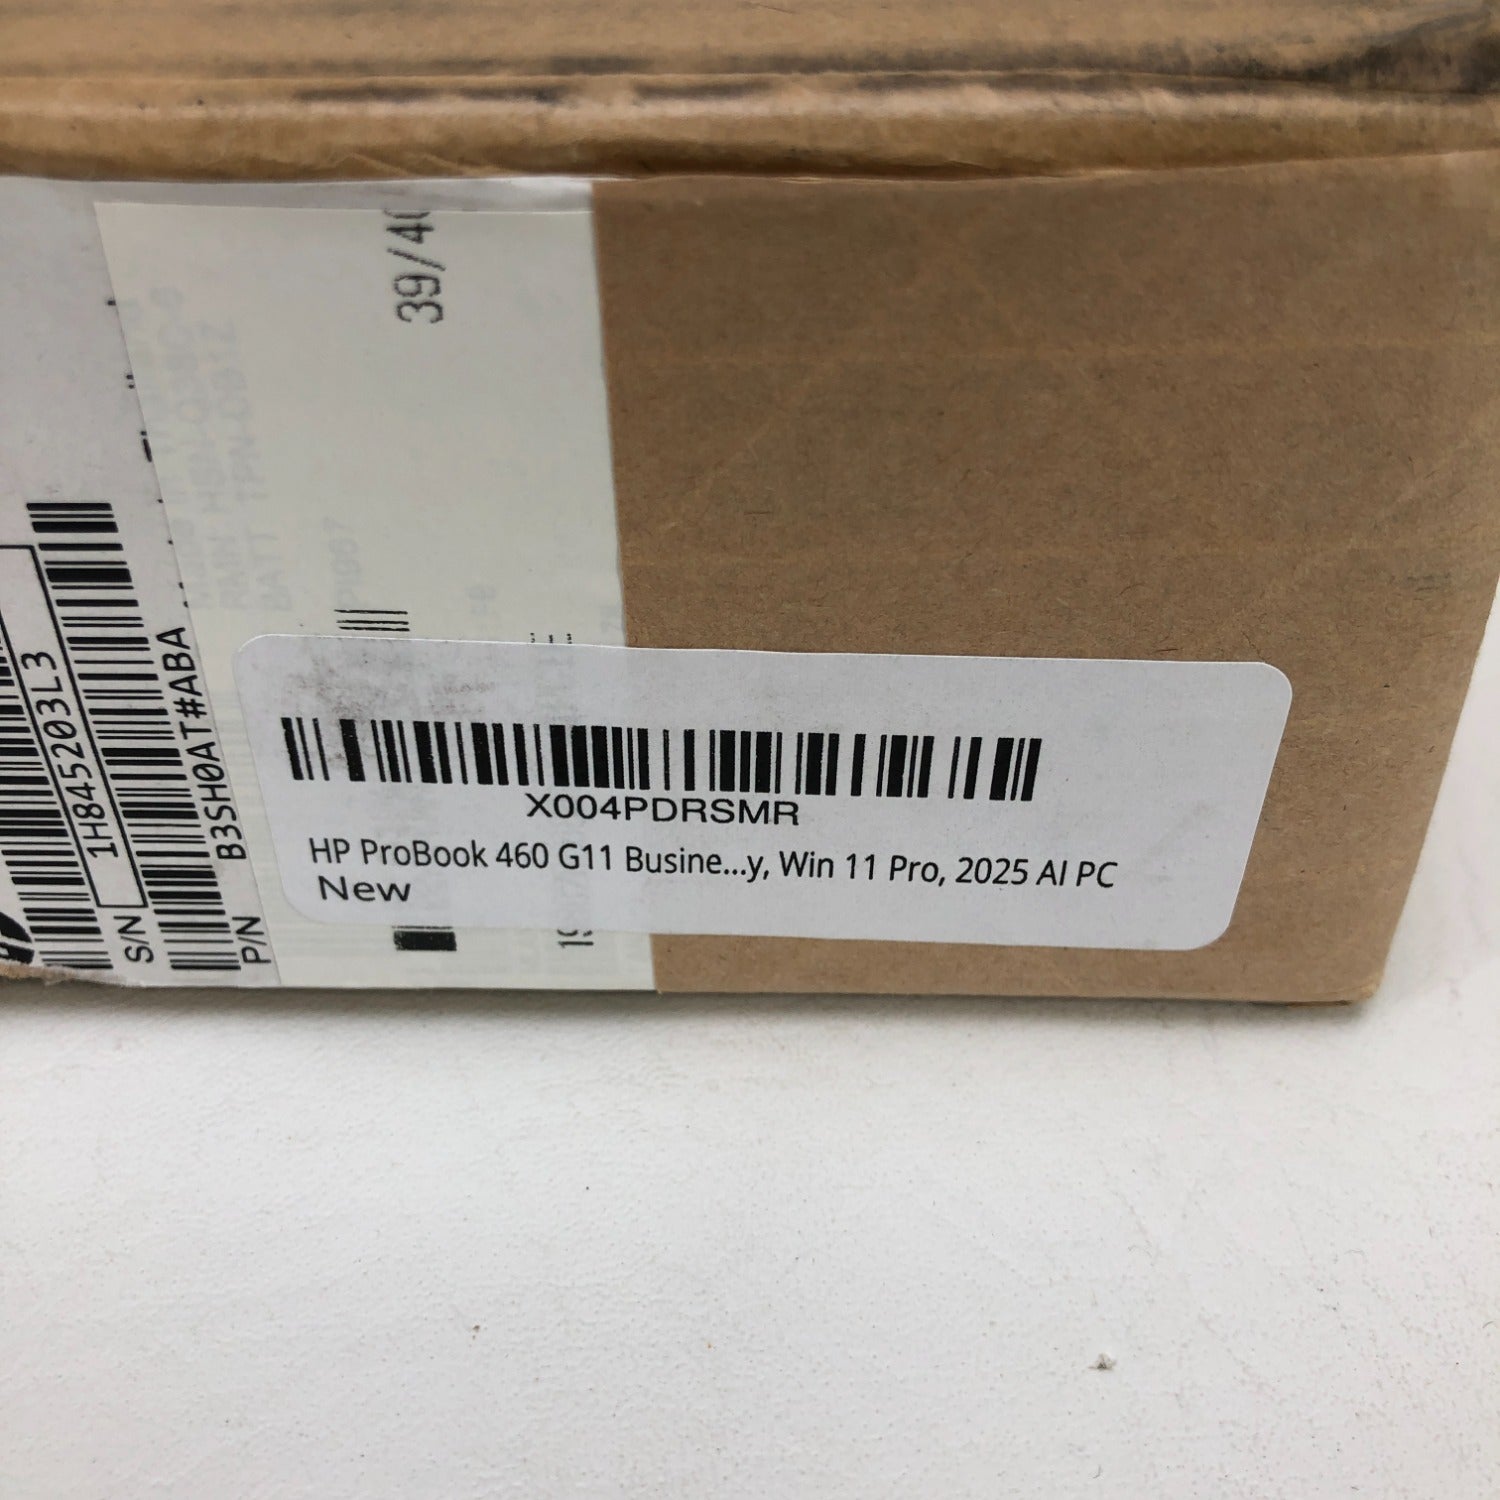 39/40
1H845203L3
S/N
B3SH0AT#ABA
P/N
X004PDRSMR
HP ProBook 460 G11 Busine...y, Win 11 Pro, 2025 AI PC
New